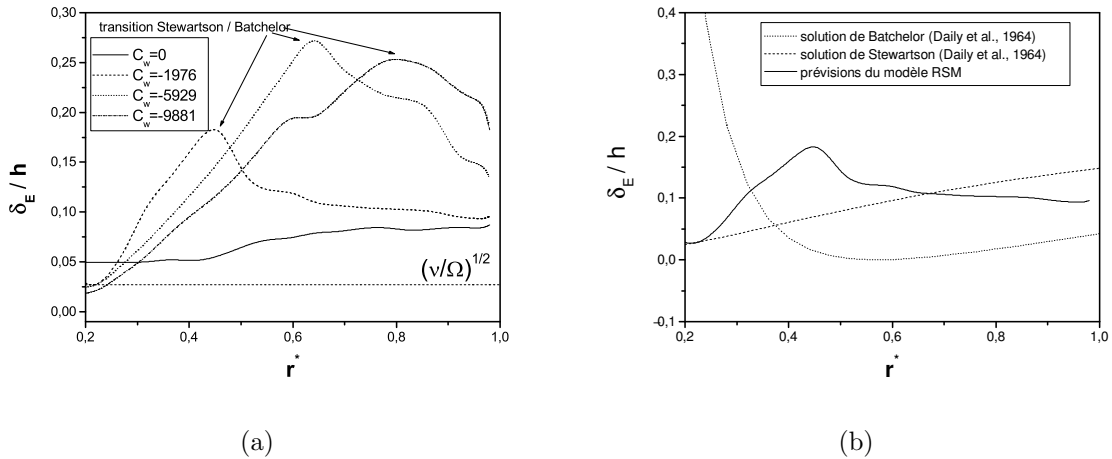 transition Stewartson / Batchelor
C_w=0
C_w=-1976
C_w=-5929
C_w=-9881
0,30
0,25
0,20
0,15
0,10
0,05
0,00
δ_E / h
(ν/Ω)^1/2
0,2
0,4
0,6
0,8
1,0
r*
(a)
solution de Batchelor (Daily et al., 1964)
solution de Stewartson (Daily et al., 1964)
prévisions du modèle RSM
0,4
0,3
0,2
0,1
0,0
-0,1
δ_E / h
0,2
0,4
0,6
0,8
1,0
r*
(b)